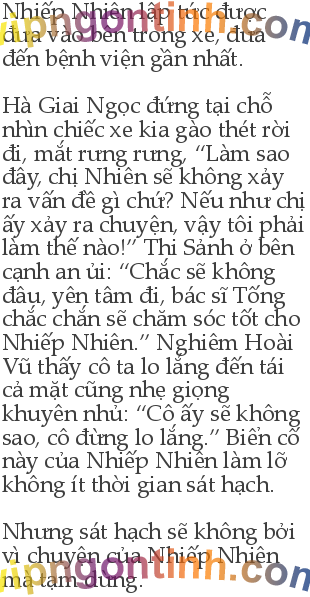 Nhiếp Nhiên lập tức được
đưa vào bên trong xe, đưa
đến bệnh viện gần nhất.
Hà Giai Ngọc đứng tại chỗ
nhìn chiếc xe kia gào thét rời
đi, mắt rưng rưng, “Làm sao
đây, chị Nhiên sẽ không xảy
ra vấn đề gì chứ? Nếu như chị
ấy xảy ra chuyện, vậy tôi phải
làm thế nào!” Thi Sảnh ở bên
cạnh an ủi: “Chắc sẽ không
đâu, yên tâm đi, bác sĩ Tống
chắc chắn sẽ chăm sóc tốt cho
Nhiếp Nhiên.” Nghiêm Hoài
Vũ thấy cô ta lo lắng đến tái
cả mặt cũng nhẹ giọng
khuyên nhủ: “Cô ấy sẽ không
sao, cô đừng lo lắng.” Biển cố
này của Nhiếp Nhiên làm lỡ
không ít thời gian sát hạch.
Nhưng sát hạch sẽ không bởi
vì chuyện của Nhiếp Nhiên
mà tạm dừng.
vipngontinh.com
vipngontinh.com